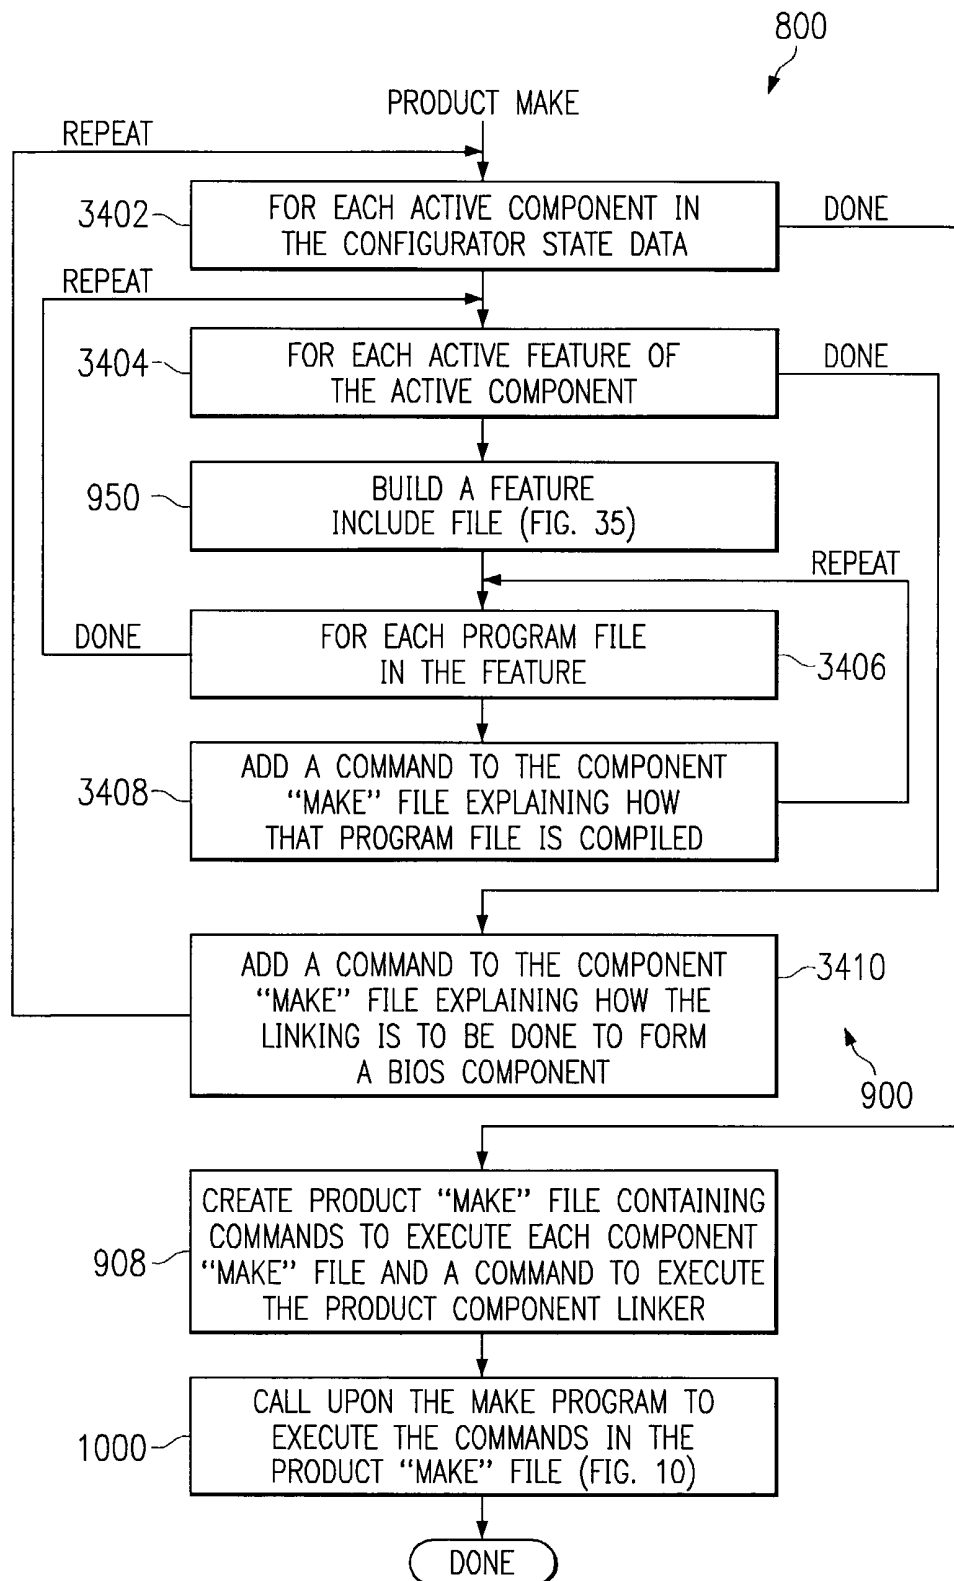 800
PRODUCT MAKE
REPEAT
3402
FOR EACH ACTIVE COMPONENT IN
THE CONFIGURATOR STATE DATA
DONE
REPEAT
3404
FOR EACH ACTIVE FEATURE OF
THE ACTIVE COMPONENT
DONE
950
BUILD A FEATURE
INCLUDE FILE (FIG. 35)
REPEAT
DONE
FOR EACH PROGRAM FILE
IN THE FEATURE
3406
3408
ADD A COMMAND TO THE COMPONENT
“MAKE” FILE EXPLAINING HOW
THAT PROGRAM FILE IS COMPILED
ADD A COMMAND TO THE COMPONENT
“MAKE” FILE EXPLAINING HOW THE
LINKING IS TO BE DONE TO FORM
A BIOS COMPONENT
3410
900
908
CREATE PRODUCT “MAKE” FILE CONTAINING
COMMANDS TO EXECUTE EACH COMPONENT
“MAKE” FILE AND A COMMAND TO EXECUTE
THE PRODUCT COMPONENT LINKER
1000
CALL UPON THE MAKE PROGRAM TO
EXECUTE THE COMMANDS IN THE
PRODUCT “MAKE” FILE (FIG. 10)
DONE